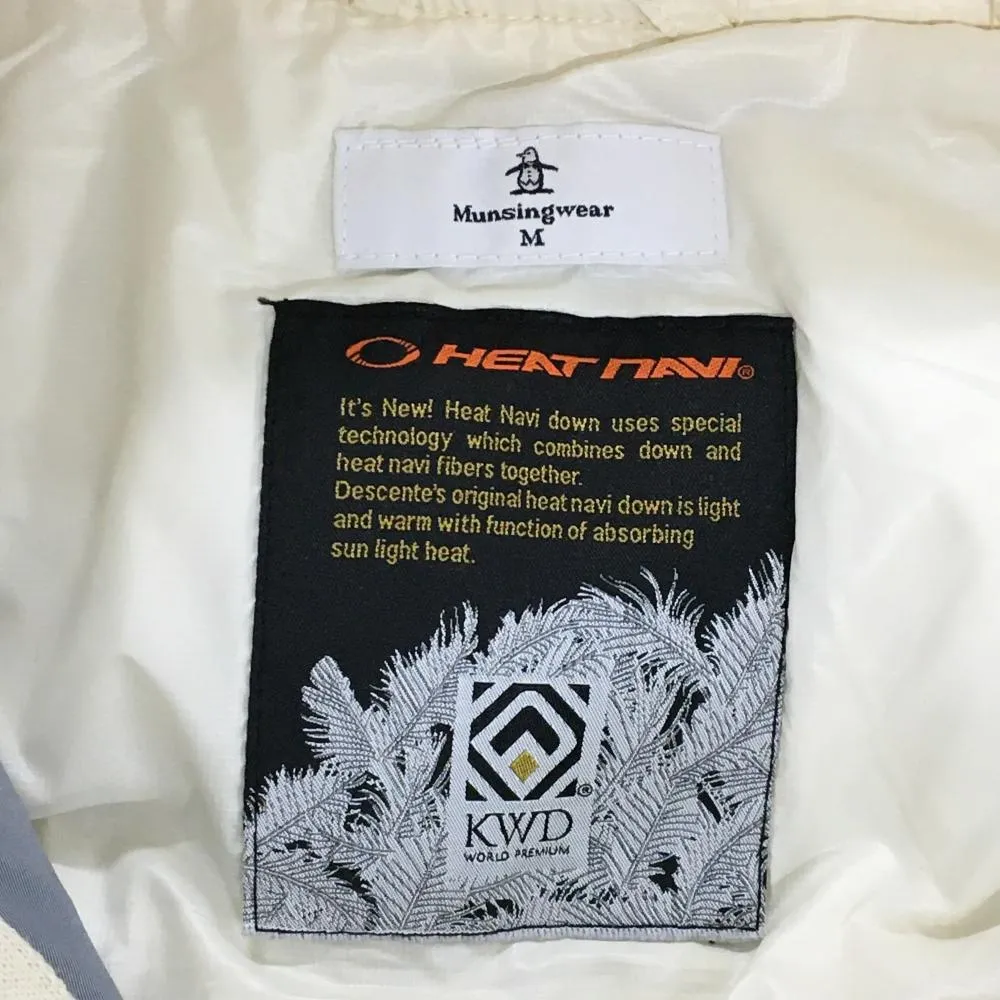 Munsingwear
M
HEAT NAVI®
It's New! Heat Navi down uses special
technology which combines down and
heat navi fibers together.
Descente's original heat navi down is light
and warm with function of absorbing
sun light heat.
®
KWD
WORLD PREMIUM